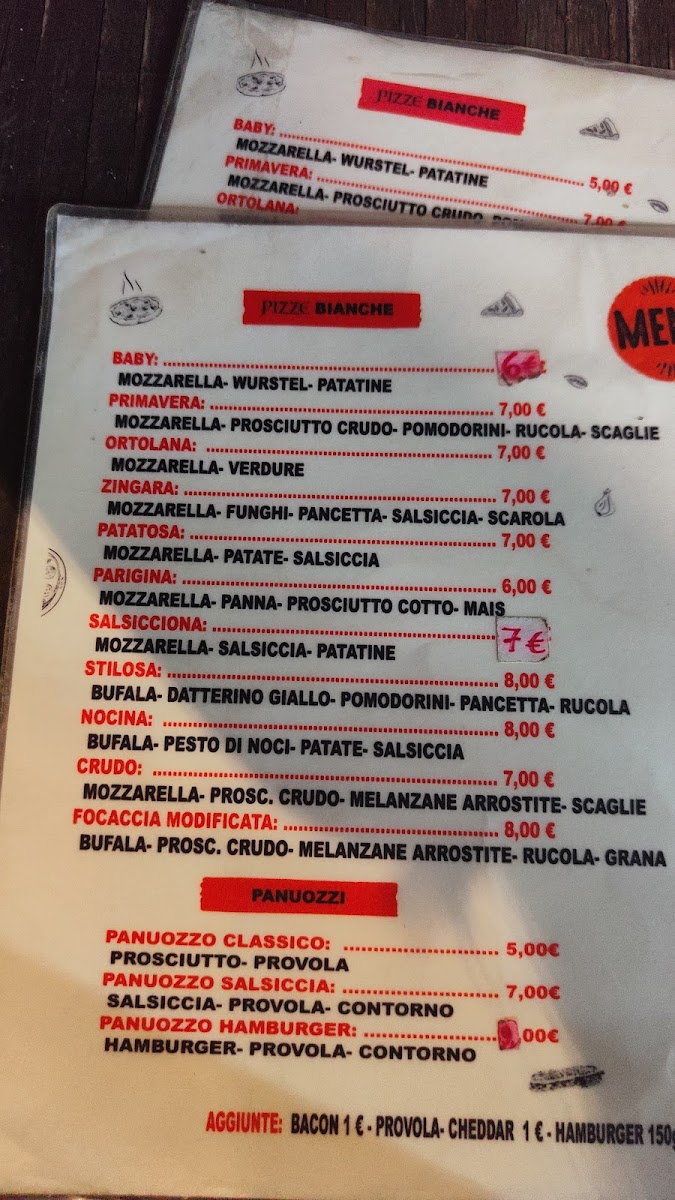 PIZZE BIANCHE
BABY: 5,00 €
MOZZARELLA- WURSTEL- PATATINE
PRIMAVERA: 7,00 €
MOZZARELLA- PROSCIUTTO CRUDO-
ORTOLANA:
PIZZE BIANCHE
BABY: 6€
MOZZARELLA- WURSTEL- PATATINE
PRIMAVERA: 7,00 €
MOZZARELLA- PROSCIUTTO CRUDO- POMODORINI- RUCOLA- SCAGLIE
ORTOLANA: 7,00 €
MOZZARELLA- VERDURE
ZINGARA: 7,00 €
MOZZARELLA- FUNGHI- PANCETTA- SALSICCIA- SCAROLA
PATATOSA: 7,00 €
MOZZARELLA- PATATE- SALSICCIA
PARIGINA: 6,00 €
MOZZARELLA- PANNA- PROSCIUTTO COTTO- MAIS
SALSICCIONA: 7€
MOZZARELLA- SALSICCIA- PATATINE
STILOSA: 8,00 €
BUFALA- DATTERINO GIALLO- POMODORINI- PANCETTA- RUCOLA
NOCINA: 8,00 €
BUFALA- PESTO DI NOCI- PATATE- SALSICCIA
CRUDO: 7,00 €
MOZZARELLA- PROSC. CRUDO- MELANZANE ARROSTITE- SCAGLIE
FOCACCIA MODIFICATA: 8,00 €
BUFALA- PROSC. CRUDO- MELANZANE ARROSTITE- RUCOLA- GRANA
PANUOZZI
PANUOZZO CLASSICO: 5,00€
PROSCIUTTO- PROVOLA
PANUOZZO SALSICCIA: 7,00€
SALSICCIA- PROVOLA- CONTORNO
PANUOZZO HAMBURGER: 00€
HAMBURGER- PROVOLA- CONTORNO
AGGIUNTE: BACON 1 € - PROVOLA- CHEDDAR 1 € - HAMBURGER 150g